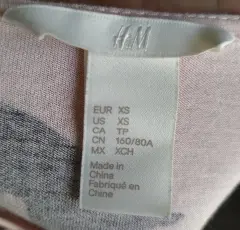 H&M
EUR XS
US XS
CA TP
CN 160/80A
MX XCH
Made in
China
Fabriqué en
Chine